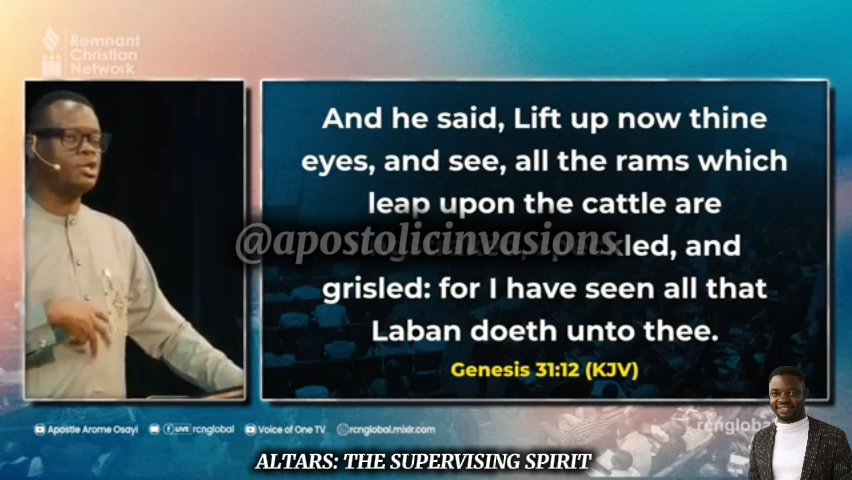 Remnant
Christian
Network
And he said, Lift up now thine
eyes, and see, all the rams which
leap upon the cattle are
@apostolicinvasions
led, and
grisled: for I have seen all that
Laban doeth unto thee.
Genesis 31:12 (KJV)
Apostle Arome Osayi LIVE rcnglobal Voice of One TV rcnglobal.mixlr.com
rcnglobal
ALTARS: THE SUPERVISING SPIRIT